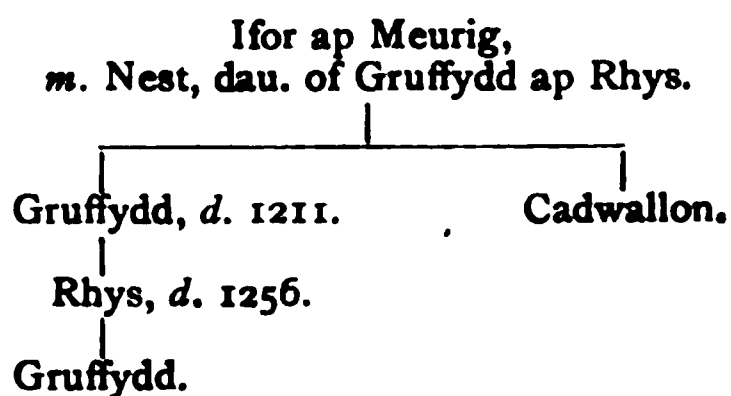 Ifor ap Meurig,
m. Nest, dau. of Gruffydd ap Rhys.
Gruffydd, d. 1211. Cadwallon.
Rhys, d. 1256.
Gruffydd.